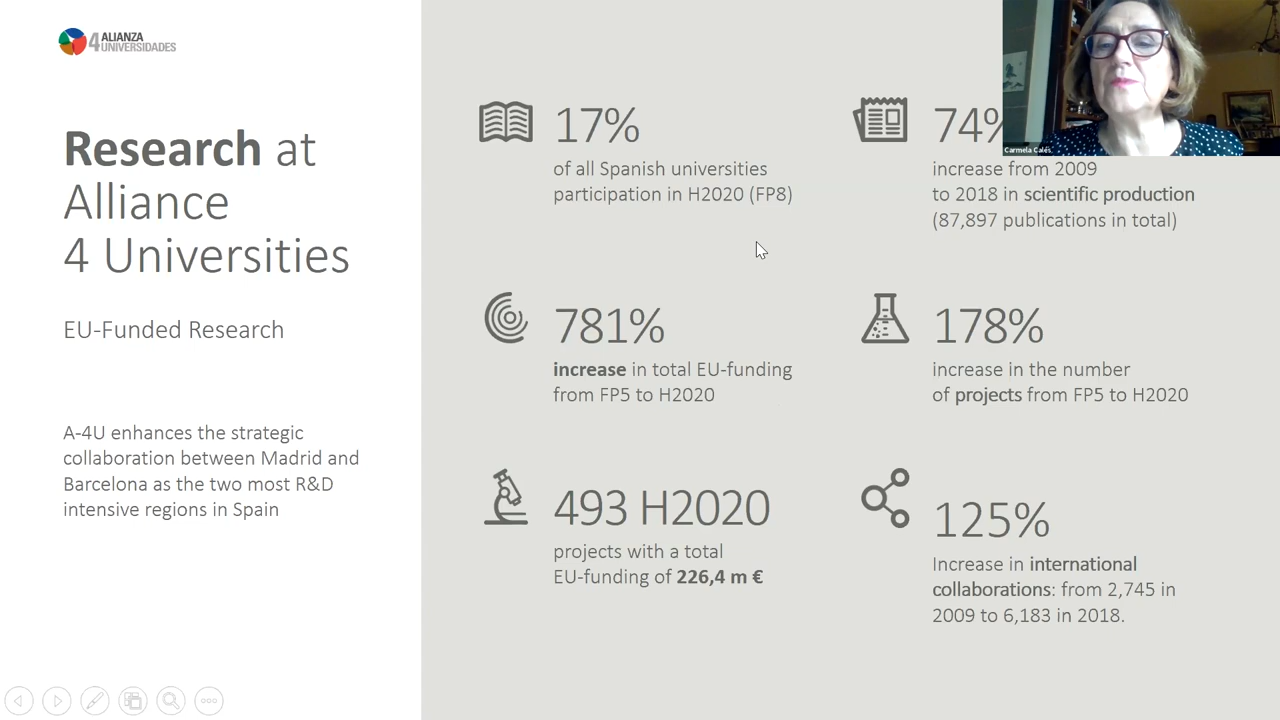 4 ALIANZA
UNIVERSIDADES
Research at
Alliance
4 Universities
EU-Funded Research
A-4U enhances the strategic
collaboration between Madrid and
Barcelona as the two most R&D
intensive regions in Spain
17%
of all Spanish universities
participation in H2020 (FP8)
74%
increase from 2009
to 2018 in scientific production
(87,897 publications in total)
781%
increase in total EU-funding
from FP5 to H2020
178%
increase in the number
of projects from FP5 to H2020
493 H2020
projects with a total
EU-funding of 226,4 m €
125%
Increase in international
collaborations: from 2,745 in
2009 to 6,183 in 2018.
Carmela Calés